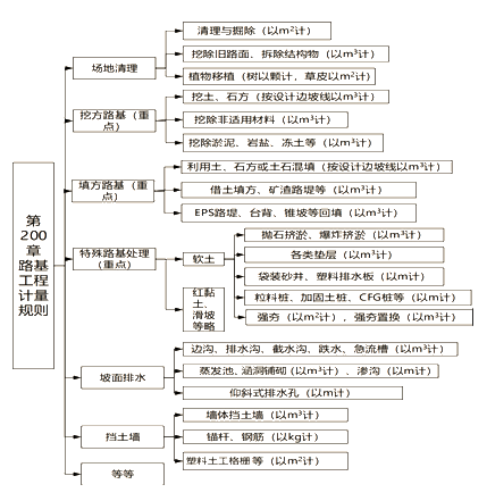 第
200
章
路基
工程
计量
规则
场地清理
清理与掘除（以m²计）
挖除旧路面、拆除结构物（以m³计）
植物移植（树以颗计，草皮以m²计）
挖方路基（重
点）
挖土、石方（按设计边坡线以m³计）
挖除非适用材料（以m³计）
挖除淤泥、岩盐、冻土等（以m³计）
填方路基（重
点）
利用土、石方或土石混填（按设计边坡线以m³计）
借土填方、矿渣路堤等（以m³计）
EPS路堤、台背、锥坡等回填（以m³计）
特殊路基处理
（重点）
软土
抛石挤淤、爆炸挤淤（以m³计）
各类垫层（以m³计）
袋装砂井、塑料排水板（以m计）
粒料桩、加固土桩、CFG桩等（以m计）
强夯（以m²计），强夯置换（以m³计）
红黏
土、
滑坡
等略
坡面排水
边沟、排水沟、截水沟、跌水、急流槽（以m³计）
蒸发池、涵洞铺砌（以m³计）、渗沟（以m计）
仰斜式排水孔（以m计）
挡土墙
墙体挡土墙（以m³计）
锚杆、钢筋（以kg计）
塑料土工格栅等（以m²计）
等等